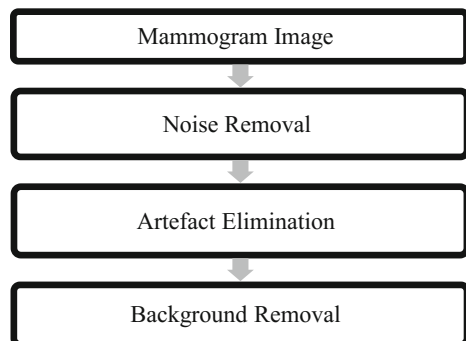 Mammogram Image
Noise Removal
Artefact Elimination
Background Removal